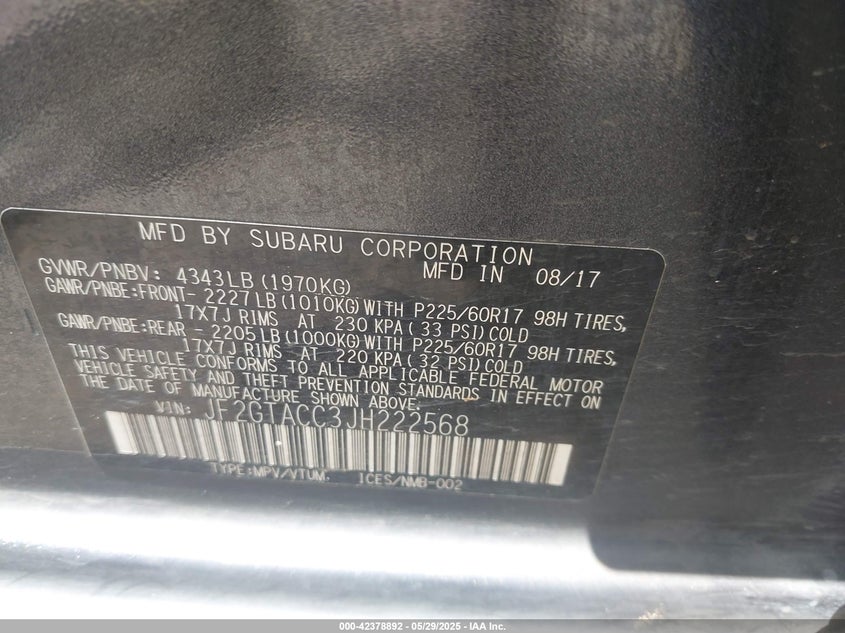 MFD BY SUBARU CORPORATION
GVWR/PNBV: 4343LB (1970KG) MFD IN 08/17
GAWR/PNBE:FRONT- 2227LB (1010KG) WITH P225/60R17 98H TIRES,
17X7J RIMS AT 230 KPA (33 PSI) COLD
GAWR/PNBE:REAR - 2205LB (1000KG) WITH P225/60R17 98H TIRES,
17X7J RIMS AT 220 KPA (32 PSI) COLD
THIS VEHICLE CONFORMS TO ALL APPLICABLE FEDERAL MOTOR
VEHICLE SAFETY AND THEFT PREVENTION STANDARDS IN EFFECT ON
THE DATE OF MANUFACTURE SHOWN ABOVE.
VIN: JF2GTACC3JH222568
TYPE:MPV/VTUM. ICES/NMB-002
000-42378892 - 05/29/2025 - IAA Inc.